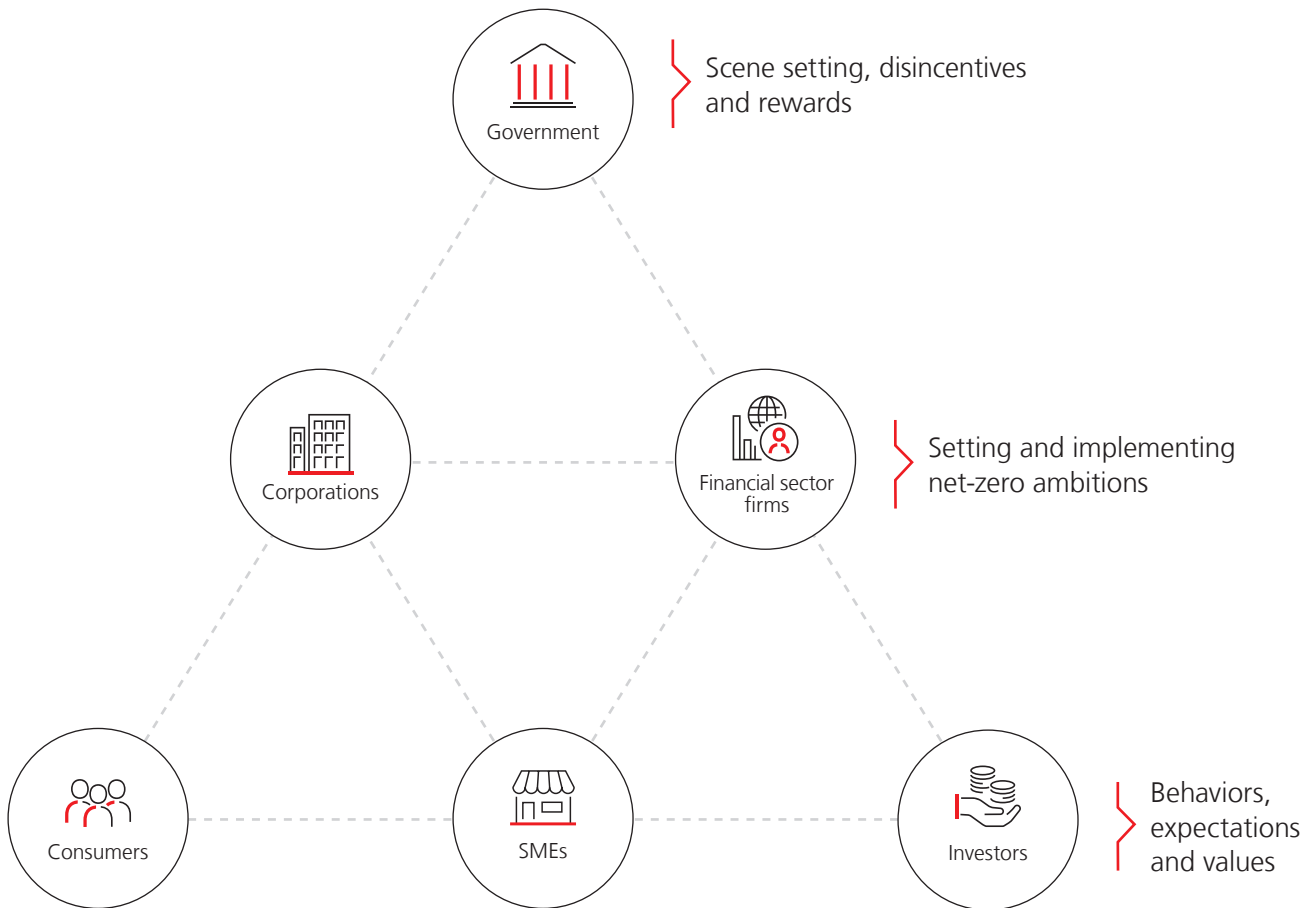 Government
Scene setting, disincentives
and rewards
Corporations
Financial sector
firms
Setting and implementing
net-zero ambitions
Consumers
SMEs
Investors
Behaviors,
expectations
and values